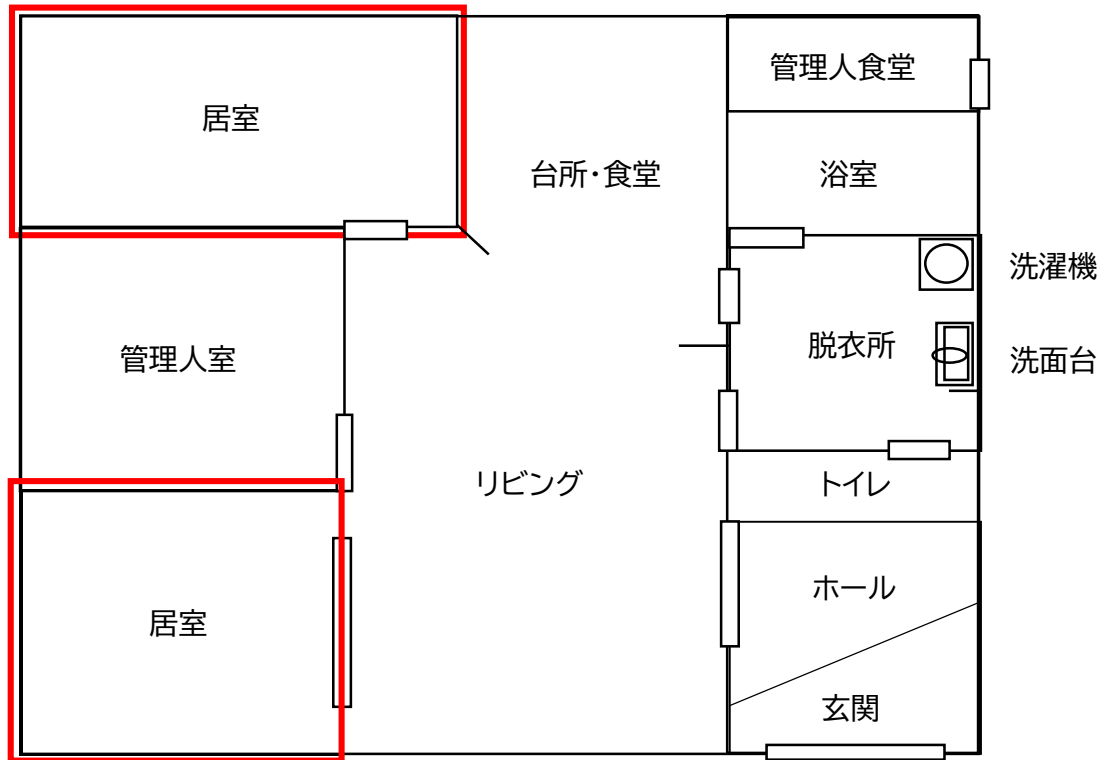 管理人食堂
居室
台所・食堂
浴室
洗濯機
管理人室
脱衣所
洗面台
リビング
トイレ
ホール
居室
玄関